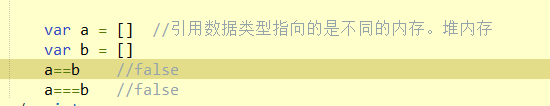 var a = []  //引用数据类型指向的是不同的内存。堆内存
var b = []
a==b    //false
a===b   //false